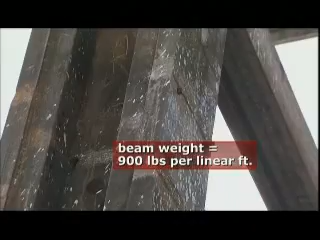 beam weight =
900 lbs per linear ft.